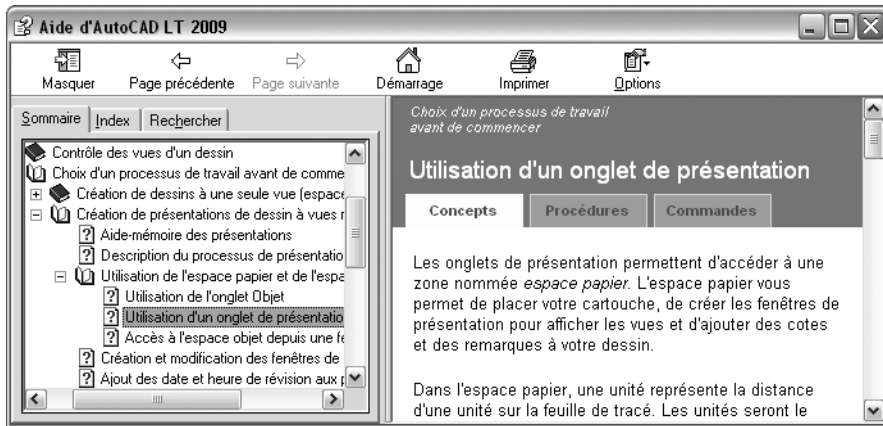 Aide d'AutoCAD LT 2009
Masquer Page précédente Page suivante Démarrage Imprimer Options
Sommaire Index Rechercher
Contrôle des vues d'un dessin
Choix d'un processus de travail avant de comme
Création de dessins à une seule vue (espace
Création de présentations de dessin à vues r
Aide-mémoire des présentations
Description du processus de présentatio
Utilisation de l'espace papier et de l'espa
Utilisation de l'onglet Objet
Utilisation d'un onglet de présentatio
Accès à l'espace objet depuis une fe
Création et modification des fenêtres de
Ajout des date et heure de révision aux p
Choix d'un processus de travail
avant de commencer
Utilisation d'un onglet de présentation
Concepts Procédures Commandes
Les onglets de présentation permettent d'accéder à une
zone nommée espace papier. L'espace papier vous
permet de placer votre cartouche, de créer les fenêtres de
présentation pour afficher les vues et d'ajouter des cotes
et des remarques à votre dessin.
Dans l'espace papier, une unité représente la distance
d'une unité sur la feuille de tracé. Les unités seront le